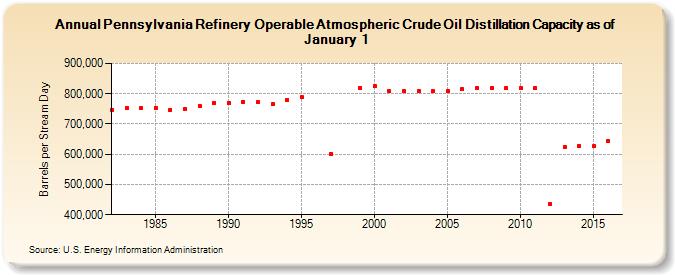 Annual Pennsylvania Refinery Operable Atmospheric Crude Oil Distillation Capacity as of
January 1
Barrels per Stream Day
900,000
800,000
700,000
600,000
500,000
400,000
1985 1990 1995 2000 2005 2010 2015
Source: U.S. Energy Information Administration